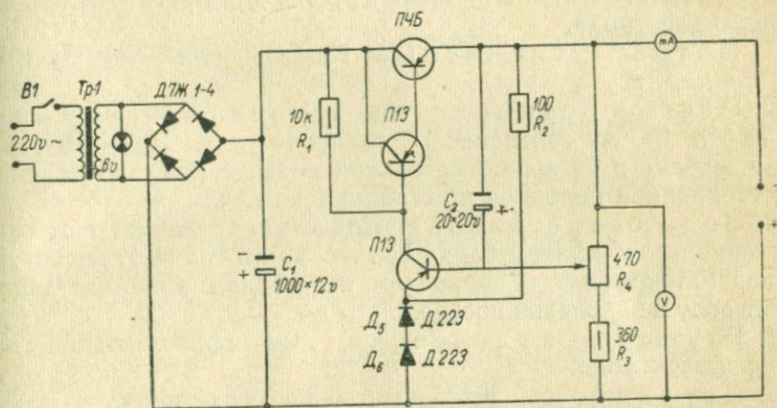 П4Б
В1
Тр1
Д7Ж 1-4
mA
220v ~
6v
10к
R₁
П13
100
R₂
-
+
C₂
20×20v
+-
-
+
C₁
1000×12v
П13
470
R₄
V
Д₅
Д223
360
R₃
Д₆
Д223